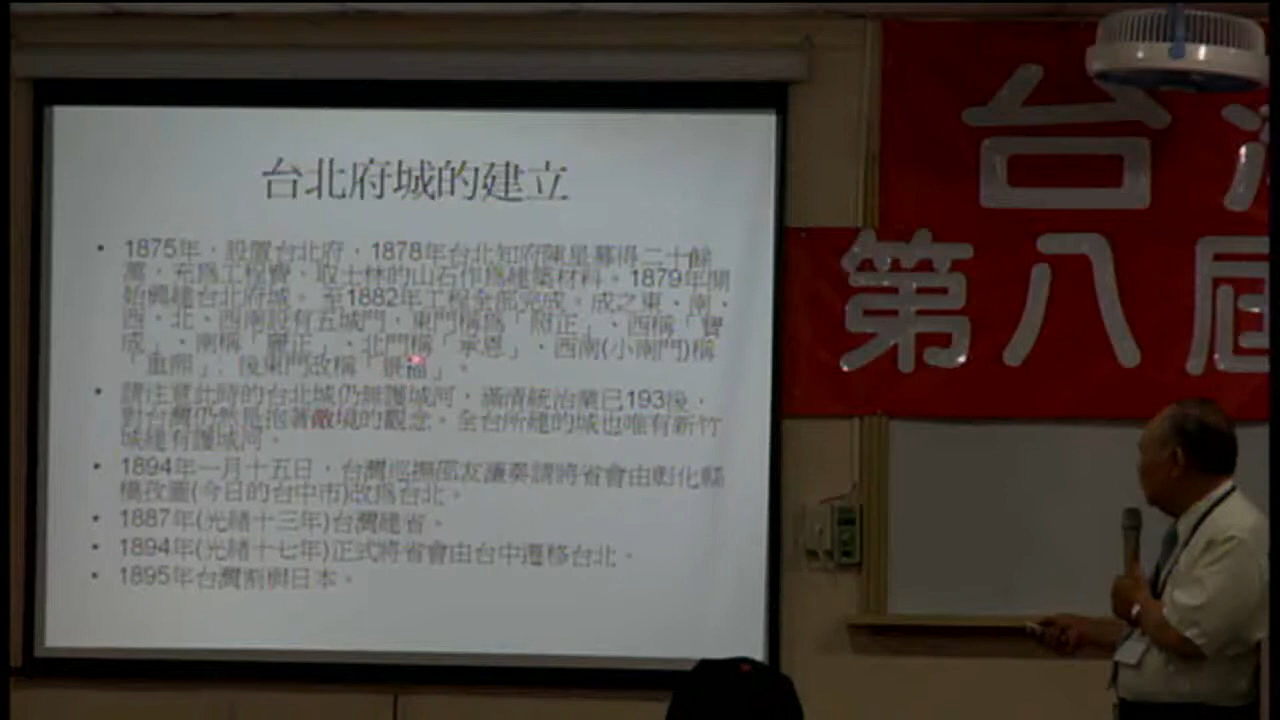 台北府城的建立
• 1875年,設置台北府,1878年台北知府陳星募得二十餘
萬,充為工程費,取士林的山石作為建築材料。1879年開
始興建台北府城。至1882年工程全部完成。成之東、南、
西、北、西南設有五城門,東門稱為「照正」、西稱「寶
成」、南稱「麗正」、北門稱「承恩」、西南(小南門)稱
「重熙」,後東門改稱「景福」。
• 請注意此時的台北城仍無護城河,滿清統治業已193後,
對台灣仍然是抱著敵境的觀念。全台所建的城也唯有新竹
城建有護城河。
• 1894年一月十五日,台灣巡撫邵友濂奏請將省會由彰化縣
橋孜圖(今日的台中市)改為台北。
• 1887年(光緒十三年)台灣建省。
• 1894年(光緒十七年)正式將省會由台中遷移台北。
• 1895年台灣割與日本。
台
第八屆